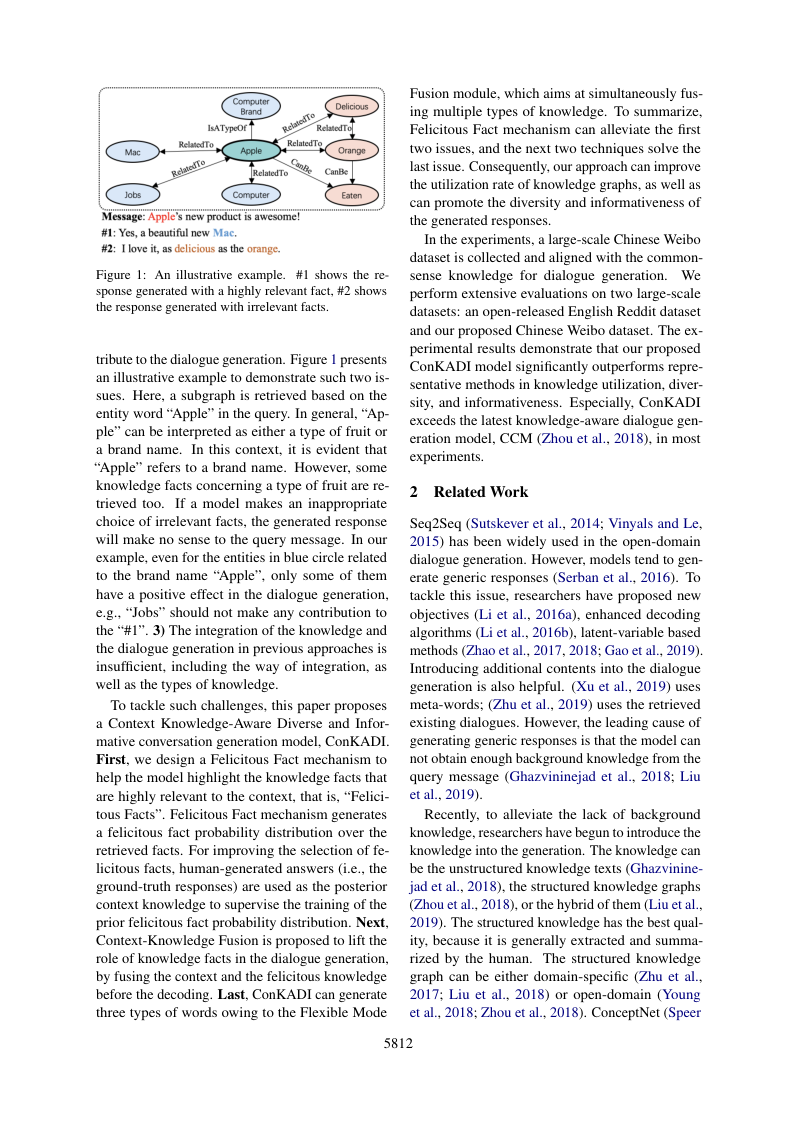 Computer
Brand
Delicious
IsATypeOf
RelatedTo
RelatedTo
Mac
RelatedTo
Apple
RelatedTo
Orange
RelatedTo
RelatedTo
CanBe
CanBe
Jobs
Computer
Eaten
Message: Apple's new product is awesome!
#1: Yes, a beautiful new Mac.
#2: I love it, as delicious as the orange.
Figure 1: An illustrative example. #1 shows the re-
sponse generated with a highly relevant fact, #2 shows
the response generated with irrelevant facts.
tribute to the dialogue generation. Figure 1 presents
an illustrative example to demonstrate such two is-
sues. Here, a subgraph is retrieved based on the
entity word “Apple” in the query. In general, “Ap-
ple” can be interpreted as either a type of fruit or
a brand name. In this context, it is evident that
“Apple” refers to a brand name. However, some
knowledge facts concerning a type of fruit are re-
trieved too. If a model makes an inappropriate
choice of irrelevant facts, the generated response
will make no sense to the query message. In our
example, even for the entities in blue circle related
to the brand name “Apple”, only some of them
have a positive effect in the dialogue generation,
e.g., “Jobs” should not make any contribution to
the “#1”. 3) The integration of the knowledge and
the dialogue generation in previous approaches is
insufficient, including the way of integration, as
well as the types of knowledge.
To tackle such challenges, this paper proposes
a Context Knowledge-Aware Diverse and Infor-
mative conversation generation model, ConKADI.
First, we design a Felicitous Fact mechanism to
help the model highlight the knowledge facts that
are highly relevant to the context, that is, “Felici-
tous Facts”. Felicitous Fact mechanism generates
a felicitous fact probability distribution over the
retrieved facts. For improving the selection of fe-
licitous facts, human-generated answers (i.e., the
ground-truth responses) are used as the posterior
context knowledge to supervise the training of the
prior felicitous fact probability distribution. Next,
Context-Knowledge Fusion is proposed to lift the
role of knowledge facts in the dialogue generation,
by fusing the context and the felicitous knowledge
before the decoding. Last, ConKADI can generate
three types of words owing to the Flexible Mode
Fusion module, which aims at simultaneously fus-
ing multiple types of knowledge. To summarize,
Felicitous Fact mechanism can alleviate the first
two issues, and the next two techniques solve the
last issue. Consequently, our approach can improve
the utilization rate of knowledge graphs, as well as
can promote the diversity and informativeness of
the generated responses.
In the experiments, a large-scale Chinese Weibo
dataset is collected and aligned with the common-
sense knowledge for dialogue generation. We
perform extensive evaluations on two large-scale
datasets: an open-released English Reddit dataset
and our proposed Chinese Weibo dataset. The ex-
perimental results demonstrate that our proposed
ConKADI model significantly outperforms repre-
sentative methods in knowledge utilization, diver-
sity, and informativeness. Especially, ConKADI
exceeds the latest knowledge-aware dialogue gen-
eration model, CCM (Zhou et al., 2018), in most
experiments.
2 Related Work
Seq2Seq (Sutskever et al., 2014; Vinyals and Le,
2015) has been widely used in the open-domain
dialogue generation. However, models tend to gen-
erate generic responses (Serban et al., 2016). To
tackle this issue, researchers have proposed new
objectives (Li et al., 2016a), enhanced decoding
algorithms (Li et al., 2016b), latent-variable based
methods (Zhao et al., 2017, 2018; Gao et al., 2019).
Introducing additional contents into the dialogue
generation is also helpful. (Xu et al., 2019) uses
meta-words; (Zhu et al., 2019) uses the retrieved
existing dialogues. However, the leading cause of
generating generic responses is that the model can
not obtain enough background knowledge from the
query message (Ghazvininejad et al., 2018; Liu
et al., 2019).
Recently, to alleviate the lack of background
knowledge, researchers have begun to introduce the
knowledge into the generation. The knowledge can
be the unstructured knowledge texts (Ghazvinine-
jad et al., 2018), the structured knowledge graphs
(Zhou et al., 2018), or the hybrid of them (Liu et al.,
2019). The structured knowledge has the best qual-
ity, because it is generally extracted and summa-
rized by the human. The structured knowledge
graph can be either domain-specific (Zhu et al.,
2017; Liu et al., 2018) or open-domain (Young
et al., 2018; Zhou et al., 2018). ConceptNet (Speer
5812